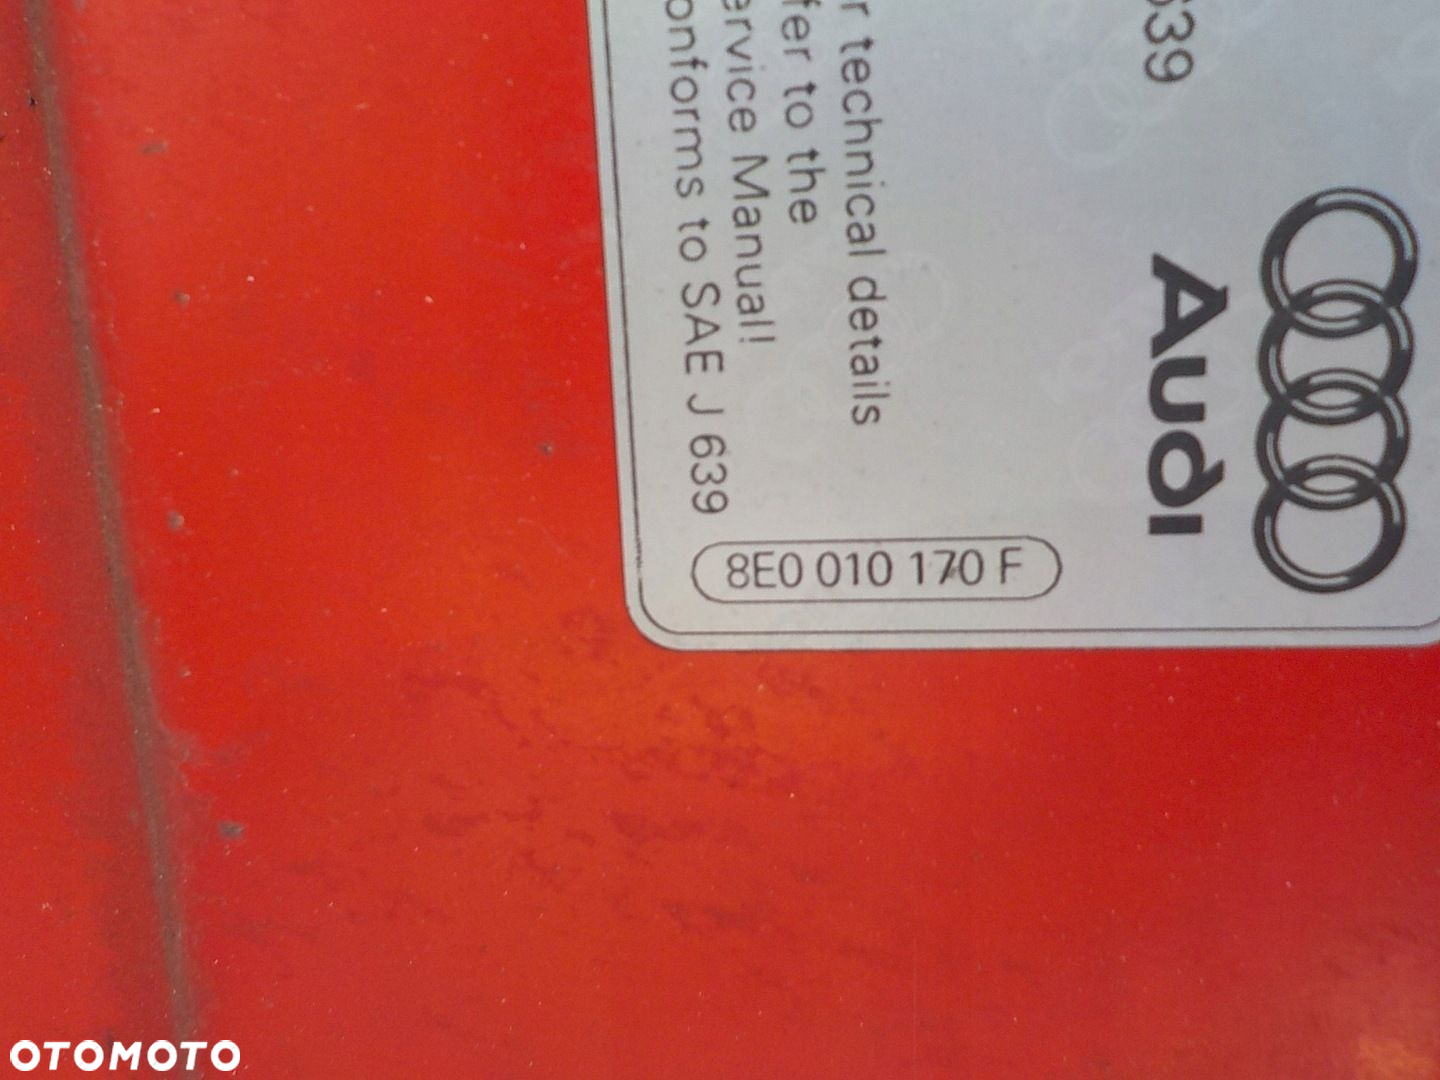 639
Audi
r technical details
fer to the
ervice Manual!
onforms to SAE J 639
8E0 010 170 F
OTOMOTO